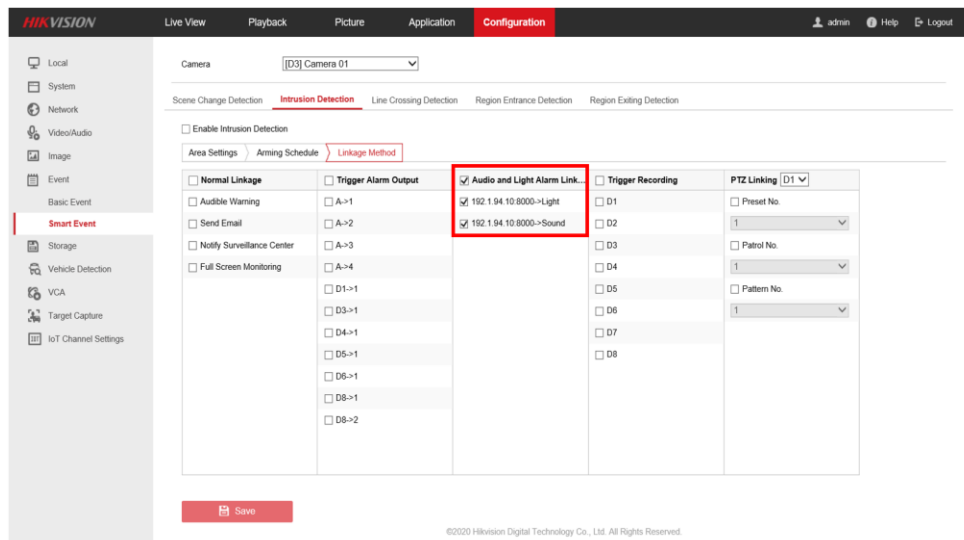 HIKVISION Live View Playback Picture Application Configuration admin Help Logout
Local
System
Network
Video/Audio
Image
Event
Basic Event
Smart Event
Storage
Vehicle Detection
VCA
Target Capture
IoT Channel Settings
Camera [D3] Camera 01
Scene Change Detection Intrusion Detection Line Crossing Detection Region Entrance Detection Region Exiting Detection
Enable Intrusion Detection
Area Settings Arming Schedule Linkage Method
Normal Linkage
Audible Warning
Send Email
Notify Surveillance Center
Full Screen Monitoring
Trigger Alarm Output
A->1
A->2
A->3
A->4
D1->1
D3->1
D4->1
D5->1
D6->1
D8->1
D8->2
Audio and Light Alarm Link...
192.1.94.10:8000->Light
192.1.94.10:8000->Sound
Trigger Recording
D1
D2
D3
D4
D5
D6
D7
D8
PTZ Linking D1
Preset No.
1
Patrol No.
1
Pattern No.
1
Save
©2020 Hikvision Digital Technology Co., Ltd. All Rights Reserved.